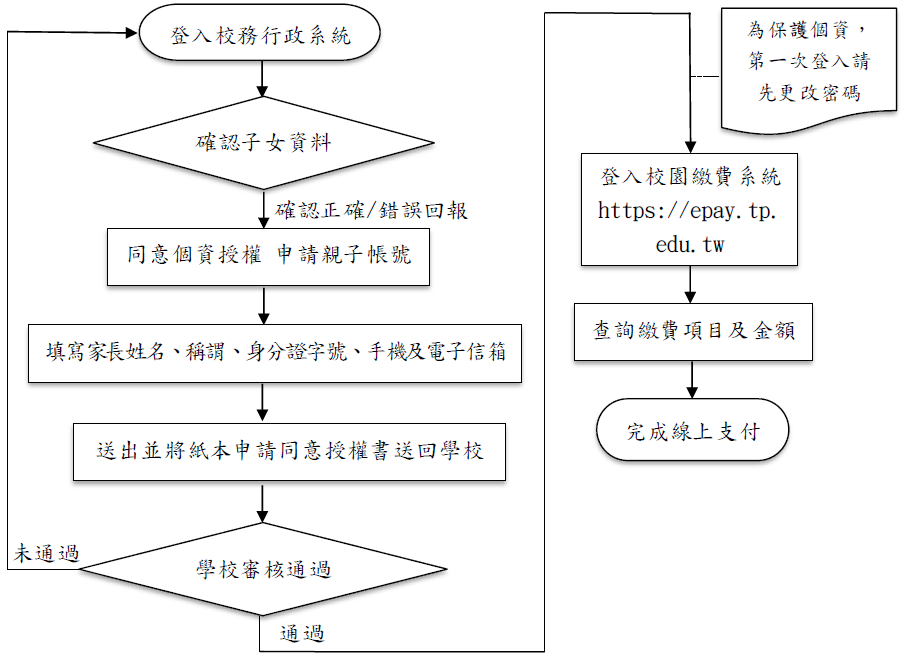 登入校務行政系統
確認子女資料
確認正確/錯誤回報
同意個資授權 申請親子帳號
填寫家長姓名、稱謂、身分證字號、手機及電子信箱
送出並將紙本申請同意授權書送回學校
學校審核通過
未通過
通過
為保護個資，
第一次登入請
先更改密碼
登入校園繳費系統
https://epay.tp.
edu.tw
查詢繳費項目及金額
完成線上支付